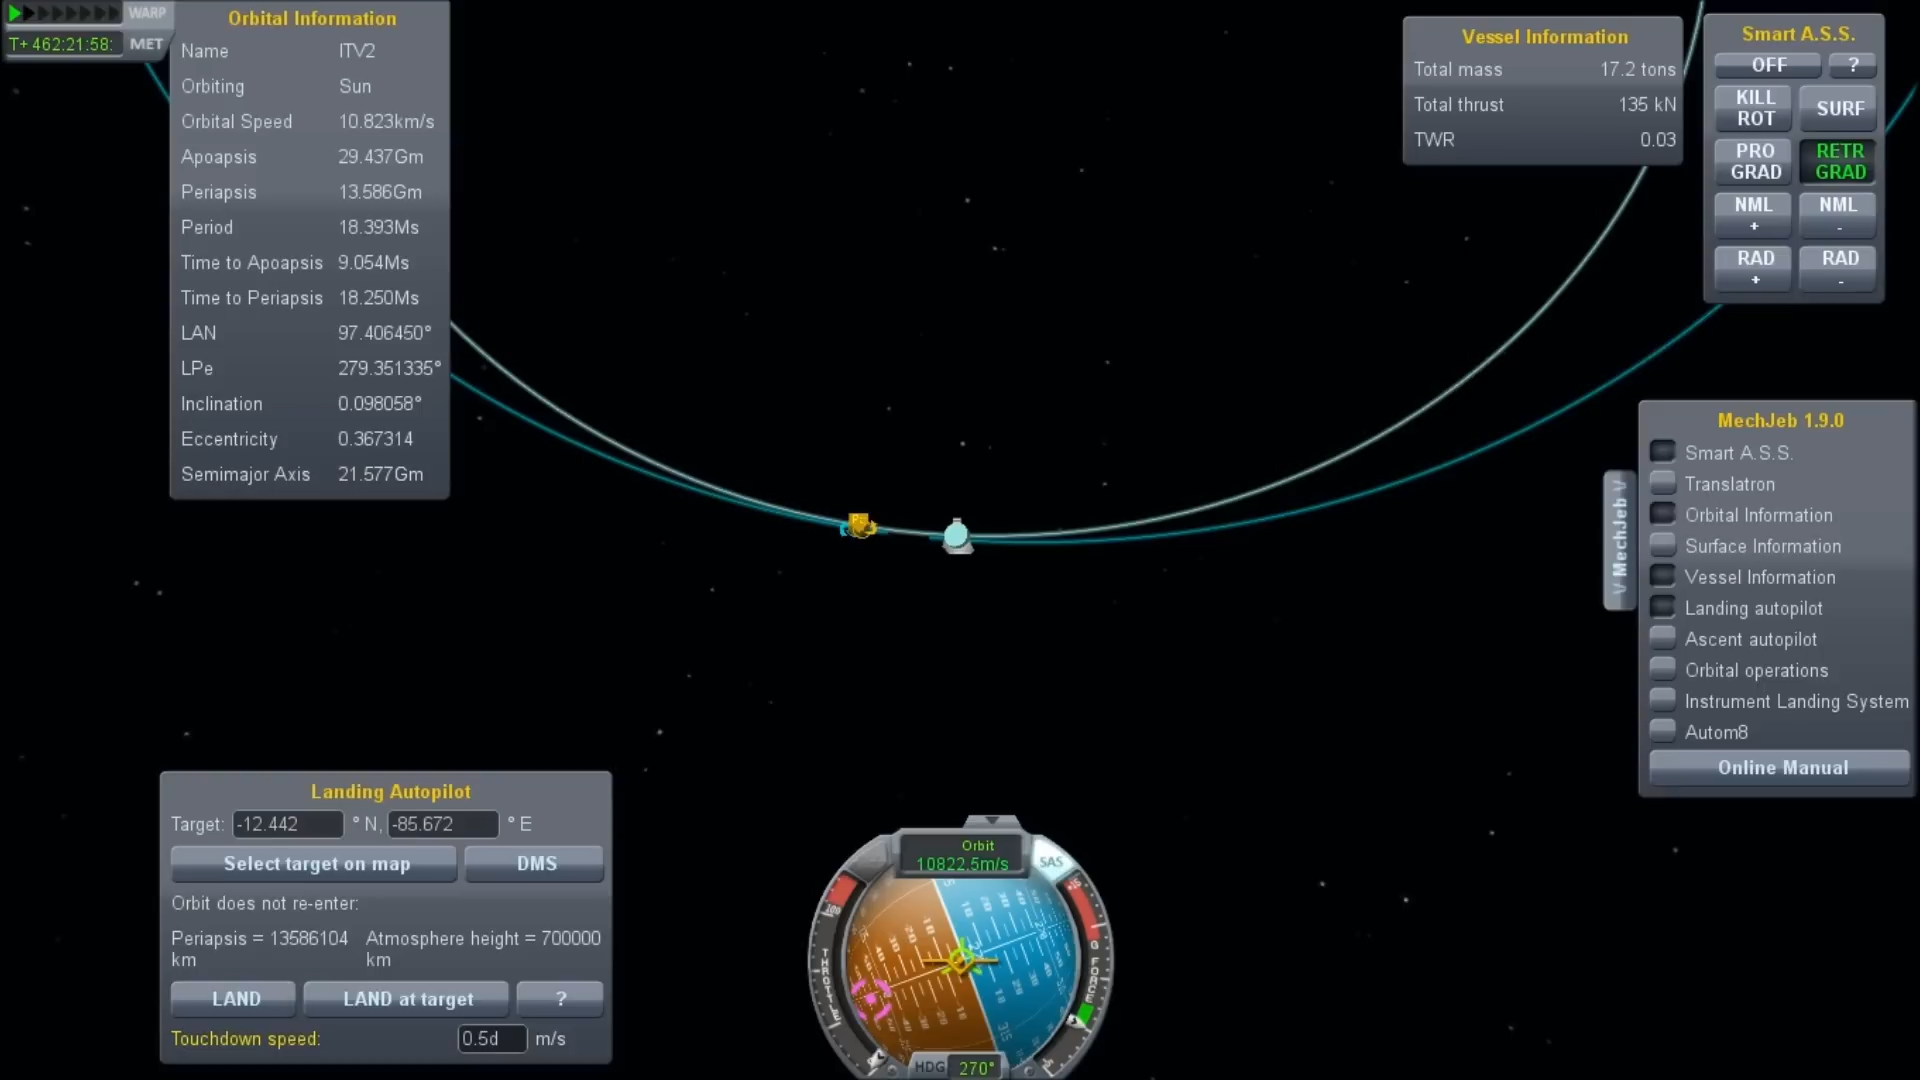 WARP
T+ 462:21:58:
MET
Orbital Information
Name ITV2
Orbiting Sun
Orbital Speed 10.823km/s
Apoapsis 29.437Gm
Periapsis 13.586Gm
Period 18.393Ms
Time to Apoapsis 9.054Ms
Time to Periapsis 18.250Ms
LAN 97.406450°
LPe 279.351335°
Inclination 0.098058°
Eccentricity 0.367314
Semimajor Axis 21.577Gm
Vessel Information
Total mass 17.2 tons
Total thrust 135 kN
TWR 0.03
Smart A.S.S.
OFF ?
KILL ROT SURF
PRO GRAD RETR GRAD
NML + NML -
RAD + RAD -
\/ MechJeb \/
MechJeb 1.9.0
Smart A.S.S.
Translatron
Orbital Information
Surface Information
Vessel Information
Landing autopilot
Ascent autopilot
Orbital operations
Instrument Landing System
Autom8
Online Manual
Landing Autopilot
Target: -12.442 ° N, -85.672 ° E
Select target on map DMS
Orbit does not re-enter:
Periapsis = 13586104 km Atmosphere height = 700000 km
LAND LAND at target ?
Touchdown speed: 0.5d m/s
Orbit
10822.5m/s
SAS
THROTTLE
G FORCE
HDG 270°